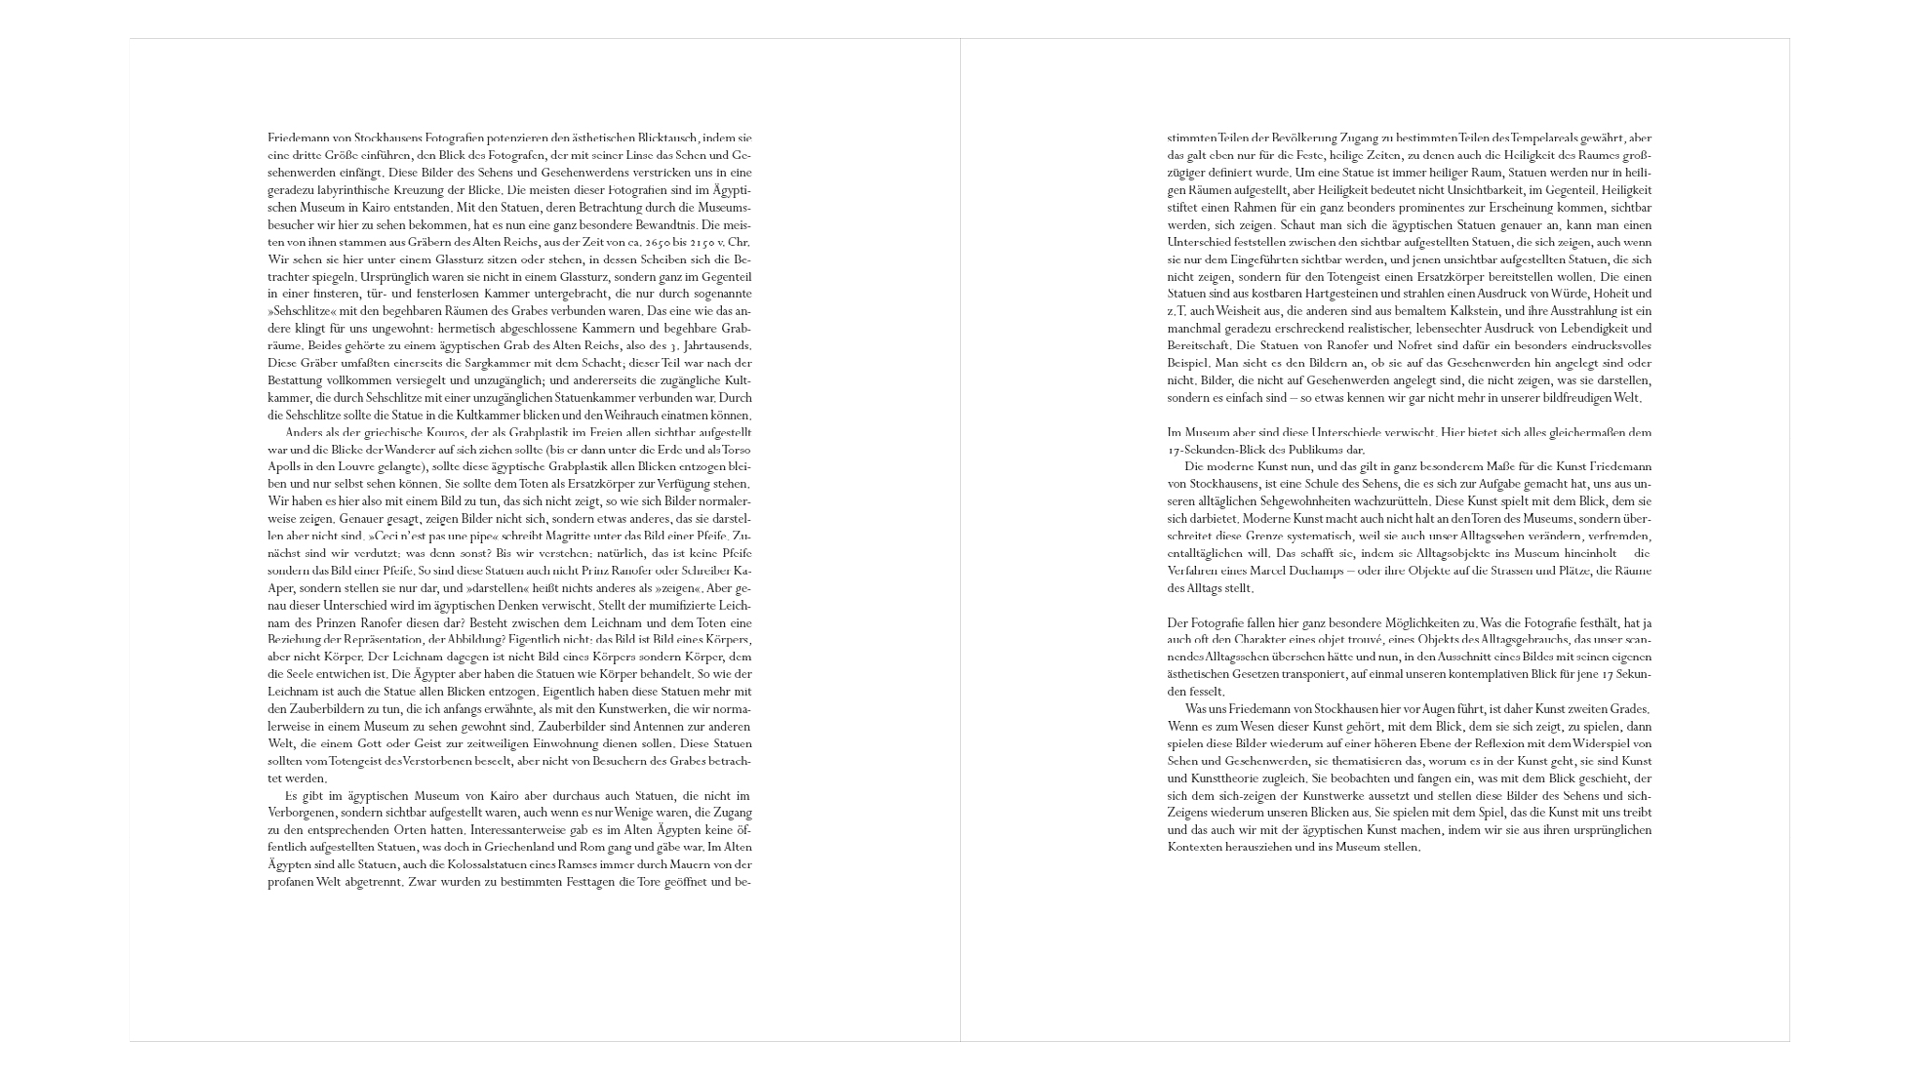 Friedemann von Stockhausens Fotografien potenzieren den ästhetischen Blicktausch, indem sie
eine dritte Größe einführen, den Blick des Fotografen, der mit seiner Linse das Sehen und Ge-
sehenwerden einfängt. Diese Bilder des Sehens und Gesehenwerdens verstricken uns in eine
geradezu labyrinthische Kreuzung der Blicke. Die meisten dieser Fotografien sind im Ägypti-
schen Museum in Kairo entstanden. Mit den Statuen, deren Betrachtung durch die Museums-
besucher wir hier zu sehen bekommen, hat es nun eine ganz besondere Bewandtnis. Die meis-
ten von ihnen stammen aus Gräbern des Alten Reichs, aus der Zeit von ca. 2650 bis 2150 v. Chr.
Wir sehen sie hier unter einem Glassturz sitzen oder stehen, in dessen Scheiben sich die Be-
trachter spiegeln. Ursprünglich waren sie nicht in einem Glassturz, sondern ganz im Gegenteil
in einer finsteren, tür- und fensterlosen Kammer untergebracht, die nur durch sogenannte
»Sehschlitze« mit den begehbaren Räumen des Grabes verbunden waren. Das eine wie das an-
dere klingt für uns ungewohnt: hermetisch abgeschlossene Kammern und begehbare Grab-
räume. Beides gehörte zu einem ägyptischen Grab des Alten Reichs, also des 3. Jahrtausends.
Diese Gräber umfaßten einerseits die Sargkammer mit dem Schacht; dieser Teil war nach der
Bestattung vollkommen versiegelt und unzugänglich; und andererseits die zugängliche Kult-
kammer, die durch Sehschlitze mit einer unzugänglichen Statuenkammer verbunden war. Durch
die Sehschlitze sollte die Statue in die Kultkammer blicken und den Weihrauch einatmen können.
Anders als der griechische Kouros, der als Grabplastik im Freien allen sichtbar aufgestellt
war und die Blicke der Wanderer auf sich ziehen sollte (bis er dann unter die Erde und als Torso
Apolls in den Louvre gelangte), sollte diese ägyptische Grabplastik allen Blicken entzogen blei-
ben und nur selbst sehen können. Sie sollte dem Toten als Ersatzkörper zur Verfügung stehen.
Wir haben es hier also mit einem Bild zu tun, das sich nicht zeigt, so wie sich Bilder normaler-
weise zeigen. Genauer gesagt, zeigen Bilder nicht sich, sondern etwas anderes, das sie darstel-
len aber nicht sind. »Ceci n'est pas une pipe« schreibt Magritte unter das Bild einer Pfeife. Zu-
nächst sind wir verdutzt: was denn sonst? Bis wir verstehen: natürlich, das ist keine Pfeife
sondern das Bild einer Pfeife. So sind diese Statuen auch nicht Prinz Ranofer oder Schreiber Ka-
Aper, sondern stellen sie nur dar, und »darstellen« heißt nichts anderes als »zeigen«. Aber ge-
nau dieser Unterschied wird im ägyptischen Denken verwischt. Stellt der mumifizierte Leich-
nam des Prinzen Ranofer diesen dar? Besteht zwischen dem Leichnam und dem Toten eine
Beziehung der Repräsentation, der Abbildung? Eigentlich nicht: das Bild ist Bild eines Körpers,
aber nicht Körper. Der Leichnam dagegen ist nicht Bild eines Körpers sondern Körper, dem
die Seele entwichen ist. Die Ägypter aber haben die Statuen wie Körper behandelt. So wie der
Leichnam ist auch die Statue allen Blicken entzogen. Eigentlich haben diese Statuen mehr mit
den Zauberbildern zu tun, die ich anfangs erwähnte, als mit den Kunstwerken, die wir norma-
lerweise in einem Museum zu sehen gewohnt sind. Zauberbilder sind Antennen zur anderen
Welt, die einem Gott oder Geist zur zeitweiligen Einwohnung dienen sollen. Diese Statuen
sollten vom Totengeist des Verstorbenen beseelt, aber nicht von Besuchern des Grabes betrach-
tet werden.
Es gibt im ägyptischen Museum von Kairo aber durchaus auch Statuen, die nicht im
Verborgenen, sondern sichtbar aufgestellt waren, auch wenn es nur Wenige waren, die Zugang
zu den entsprechenden Orten hatten. Interessanterweise gab es im Alten Ägypten keine öf-
fentlich aufgestellten Statuen, was doch in Griechenland und Rom gang und gäbe war. Im Alten
Ägypten sind alle Statuen, auch die Kolossalstatuen eines Ramses immer durch Mauern von der
profanen Welt abgetrennt. Zwar wurden zu bestimmten Festtagen die Tore geöffnet und be-
stimmten Teilen der Bevölkerung Zugang zu bestimmten Teilen des Tempelareals gewährt, aber
das galt eben nur für die Feste, heilige Zeiten, zu denen auch die Heiligkeit des Raumes groß-
zügiger definiert wurde. Um eine Statue ist immer heiliger Raum, Statuen werden nur in heili-
gen Räumen aufgestellt, aber Heiligkeit bedeutet nicht Unsichtbarkeit, im Gegenteil. Heiligkeit
stiftet einen Rahmen für ein ganz beonders prominentes zur Erscheinung kommen, sichtbar
werden, sich zeigen. Schaut man sich die ägyptischen Statuen genauer an, kann man einen
Unterschied feststellen zwischen den sichtbar aufgestellten Statuen, die sich zeigen, auch wenn
sie nur dem Eingeführten sichtbar werden, und jenen unsichtbar aufgestellten Statuen, die sich
nicht zeigen, sondern für den Totengeist einen Ersatzkörper bereitstellen wollen. Die einen
Statuen sind aus kostbaren Hartgesteinen und strahlen einen Ausdruck von Würde, Hoheit und
z.T. auch Weisheit aus, die anderen sind aus bemaltem Kalkstein, und ihre Ausstrahlung ist ein
manchmal geradezu erschreckend realistischer, lebensechter Ausdruck von Lebendigkeit und
Bereitschaft. Die Statuen von Ranofer und Nofret sind dafür ein besonders eindrucksvolles
Beispiel. Man sieht es den Bildern an, ob sie auf das Gesehenwerden hin angelegt sind oder
nicht. Bilder, die nicht auf Gesehenwerden angelegt sind, die nicht zeigen, was sie darstellen,
sondern es einfach sind – so etwas kennen wir gar nicht mehr in unserer bildfreudigen Welt.
Im Museum aber sind diese Unterschiede verwischt. Hier bietet sich alles gleichermaßen dem
17-Sekunden-Blick des Publikums dar.
Die moderne Kunst nun, und das gilt in ganz besonderem Maße für die Kunst Friedemann
von Stockhausens, ist eine Schule des Sehens, die es sich zur Aufgabe gemacht hat, uns aus un-
seren alltäglichen Sehgewohnheiten wachzurütteln. Diese Kunst spielt mit dem Blick, dem sie
sich darbietet. Moderne Kunst macht auch nicht halt an den Toren des Museums, sondern über-
schreitet diese Grenze systematisch, weil sie auch unser Alltagssehen verändern, verfremden,
entalltäglichen will. Das schafft sie, indem sie Alltagsobjekte ins Museum hineinholt – die
Verfahren eines Marcel Duchamps – oder ihre Objekte auf die Strassen und Plätze, die Räume
des Alltags stellt.
Der Fotografie fallen hier ganz besondere Möglichkeiten zu. Was die Fotografie festhält, hat ja
auch oft den Charakter eines objet trouvé, eines Objekts des Alltagsgebrauchs, das unser scan-
nendes Alltagssehen übersehen hätte und nun, in den Ausschnitt eines Bildes mit seinen eigenen
ästhetischen Gesetzen transponiert, auf einmal unseren kontemplativen Blick für jene 17 Sekun-
den fesselt.
Was uns Friedemann von Stockhausen hier vor Augen führt, ist daher Kunst zweiten Grades.
Wenn es zum Wesen dieser Kunst gehört, mit dem Blick, dem sie sich zeigt, zu spielen, dann
spielen diese Bilder wiederum auf einer höheren Ebene der Reflexion mit dem Widerspiel von
Sehen und Gesehenwerden, sie thematisieren das, worum es in der Kunst geht, sie sind Kunst
und Kunsttheorie zugleich. Sie beobachten und fangen ein, was mit dem Blick geschieht, der
sich dem sich-zeigen der Kunstwerke aussetzt und stellen diese Bilder des Sehens und sich-
Zeigens wiederum unseren Blicken aus. Sie spielen mit dem Spiel, das die Kunst mit uns treibt
und das auch wir mit der ägyptischen Kunst machen, indem wir sie aus ihren ursprünglichen
Kontexten herausziehen und ins Museum stellen.